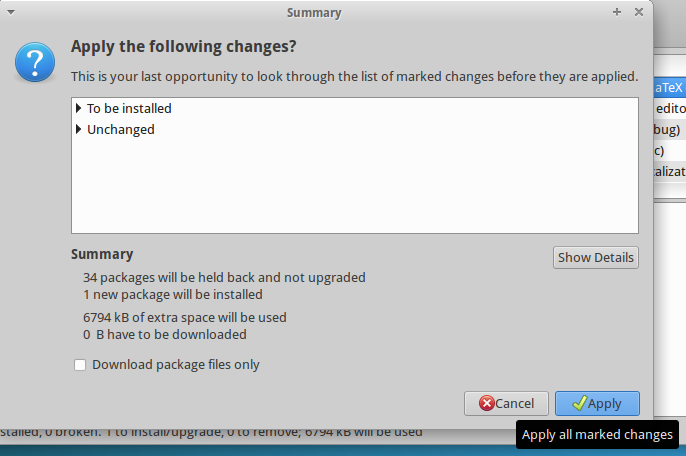 Summary
Apply the following changes?
This is your last opportunity to look through the list of marked changes before they are applied.
To be installed
Unchanged
aTeX
edito
bug)
c)
alizat
Summary
Show Details
34 packages will be held back and not upgraded
1 new package will be installed
6794 kB of extra space will be used
0 B have to be downloaded
Download package files only
Cancel
Apply
stalled, 0 broken. 1 to install/upgrade, 0 to remove; 6794 kB will be used
Apply all marked changes